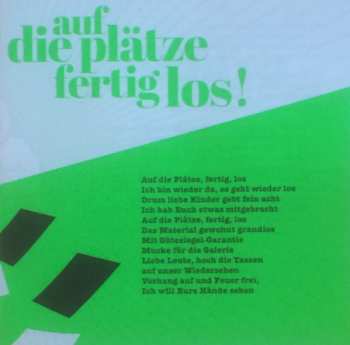 auf
die plätze
fertig los!
Auf die Plätze, fertig, los
Ich bin wieder da, es geht wieder los
Drum liebe Kinder gebt fein acht
Ich hab Euch etwas mitgebracht
Auf die Plätze, fertig, los
Das Material gewohnt grandios
Mit Gütesiegel-Garantie
Mucke für die Galerie
Liebe Leute, hoch die Tassen
auf unser Wiedersehen
Vorhang auf und Feuer frei,
Ich will Eure Hände sehen